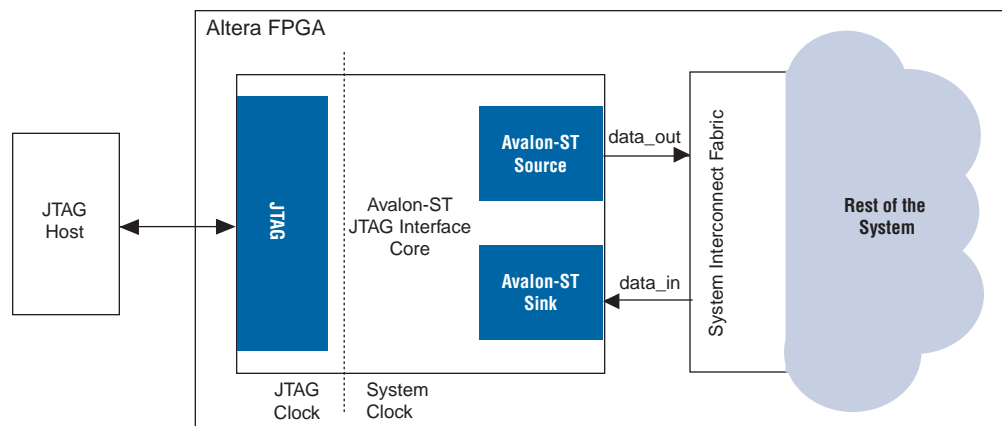 Altera FPGA
JTAG
Host
JTAG
Avalon-ST
JTAG Interface
Core
Avalon-ST
Source
Avalon-ST
Sink
data_out
data_in
System Interconnect Fabric
Rest of the
System
JTAG
Clock
System
Clock